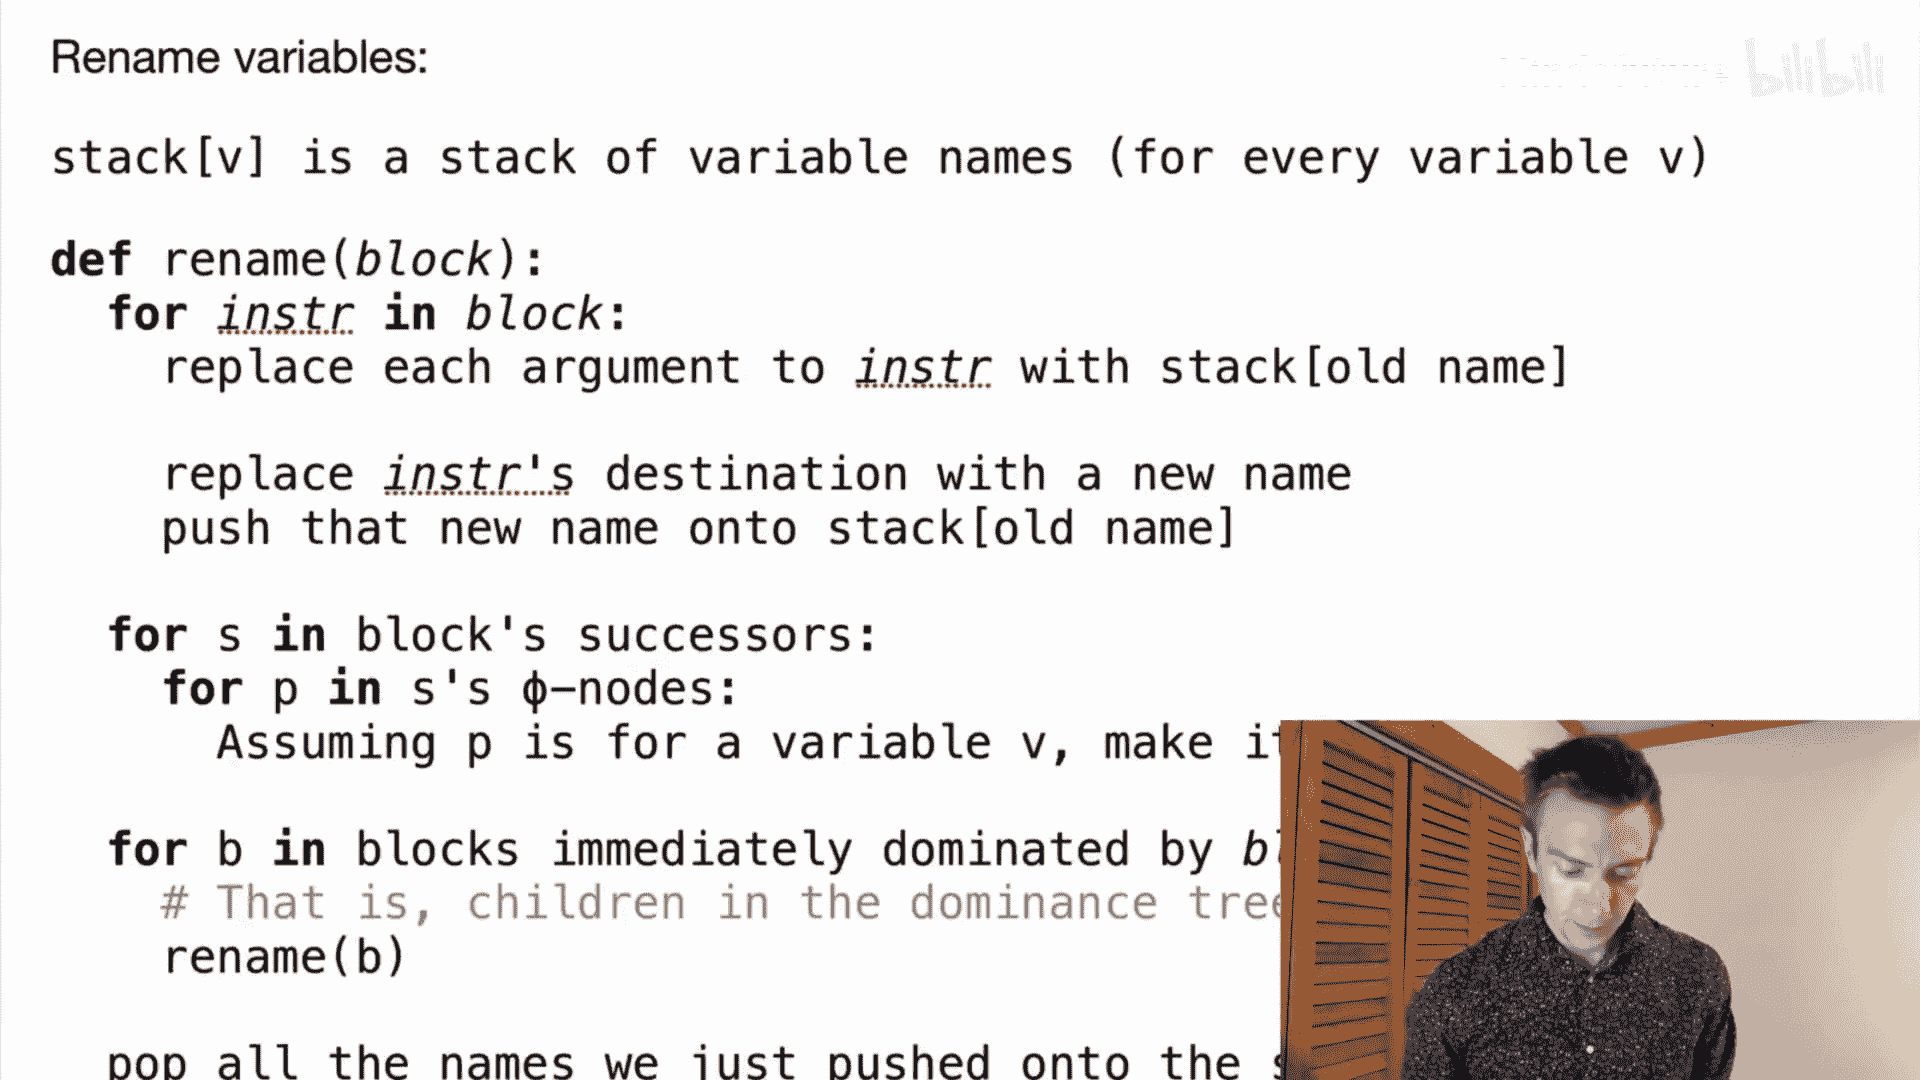 Rename variables:
bilibili
stack[v] is a stack of variable names (for every variable v)
def rename(block):
for instr in block:
replace each argument to instr with stack[old name]
replace instr's destination with a new name
push that new name onto stack[old name]
for s in block's successors:
for p in s's ϕ-nodes:
Assuming p is for a variable v, make
for b in blocks immediately dominated by
# That is, children in the dominance tree
rename(b)
pop all the names we just pushed onto the